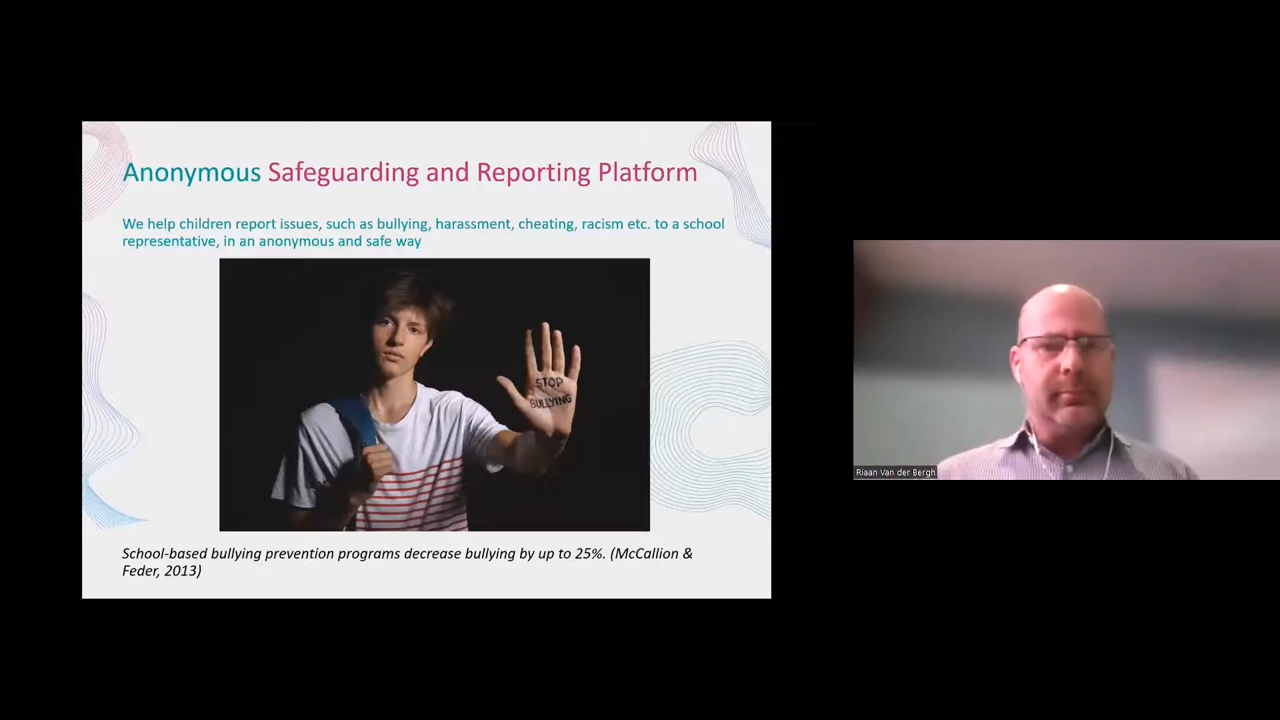 Anonymous Safeguarding and Reporting Platform
We help children report issues, such as bullying, harassment, cheating, racism etc. to a school
representative, in an anonymous and safe way
STOP
BULLYING
School-based bullying prevention programs decrease bullying by up to 25%. (McCallion &
Feder, 2013)
Riaan Van der Bergh